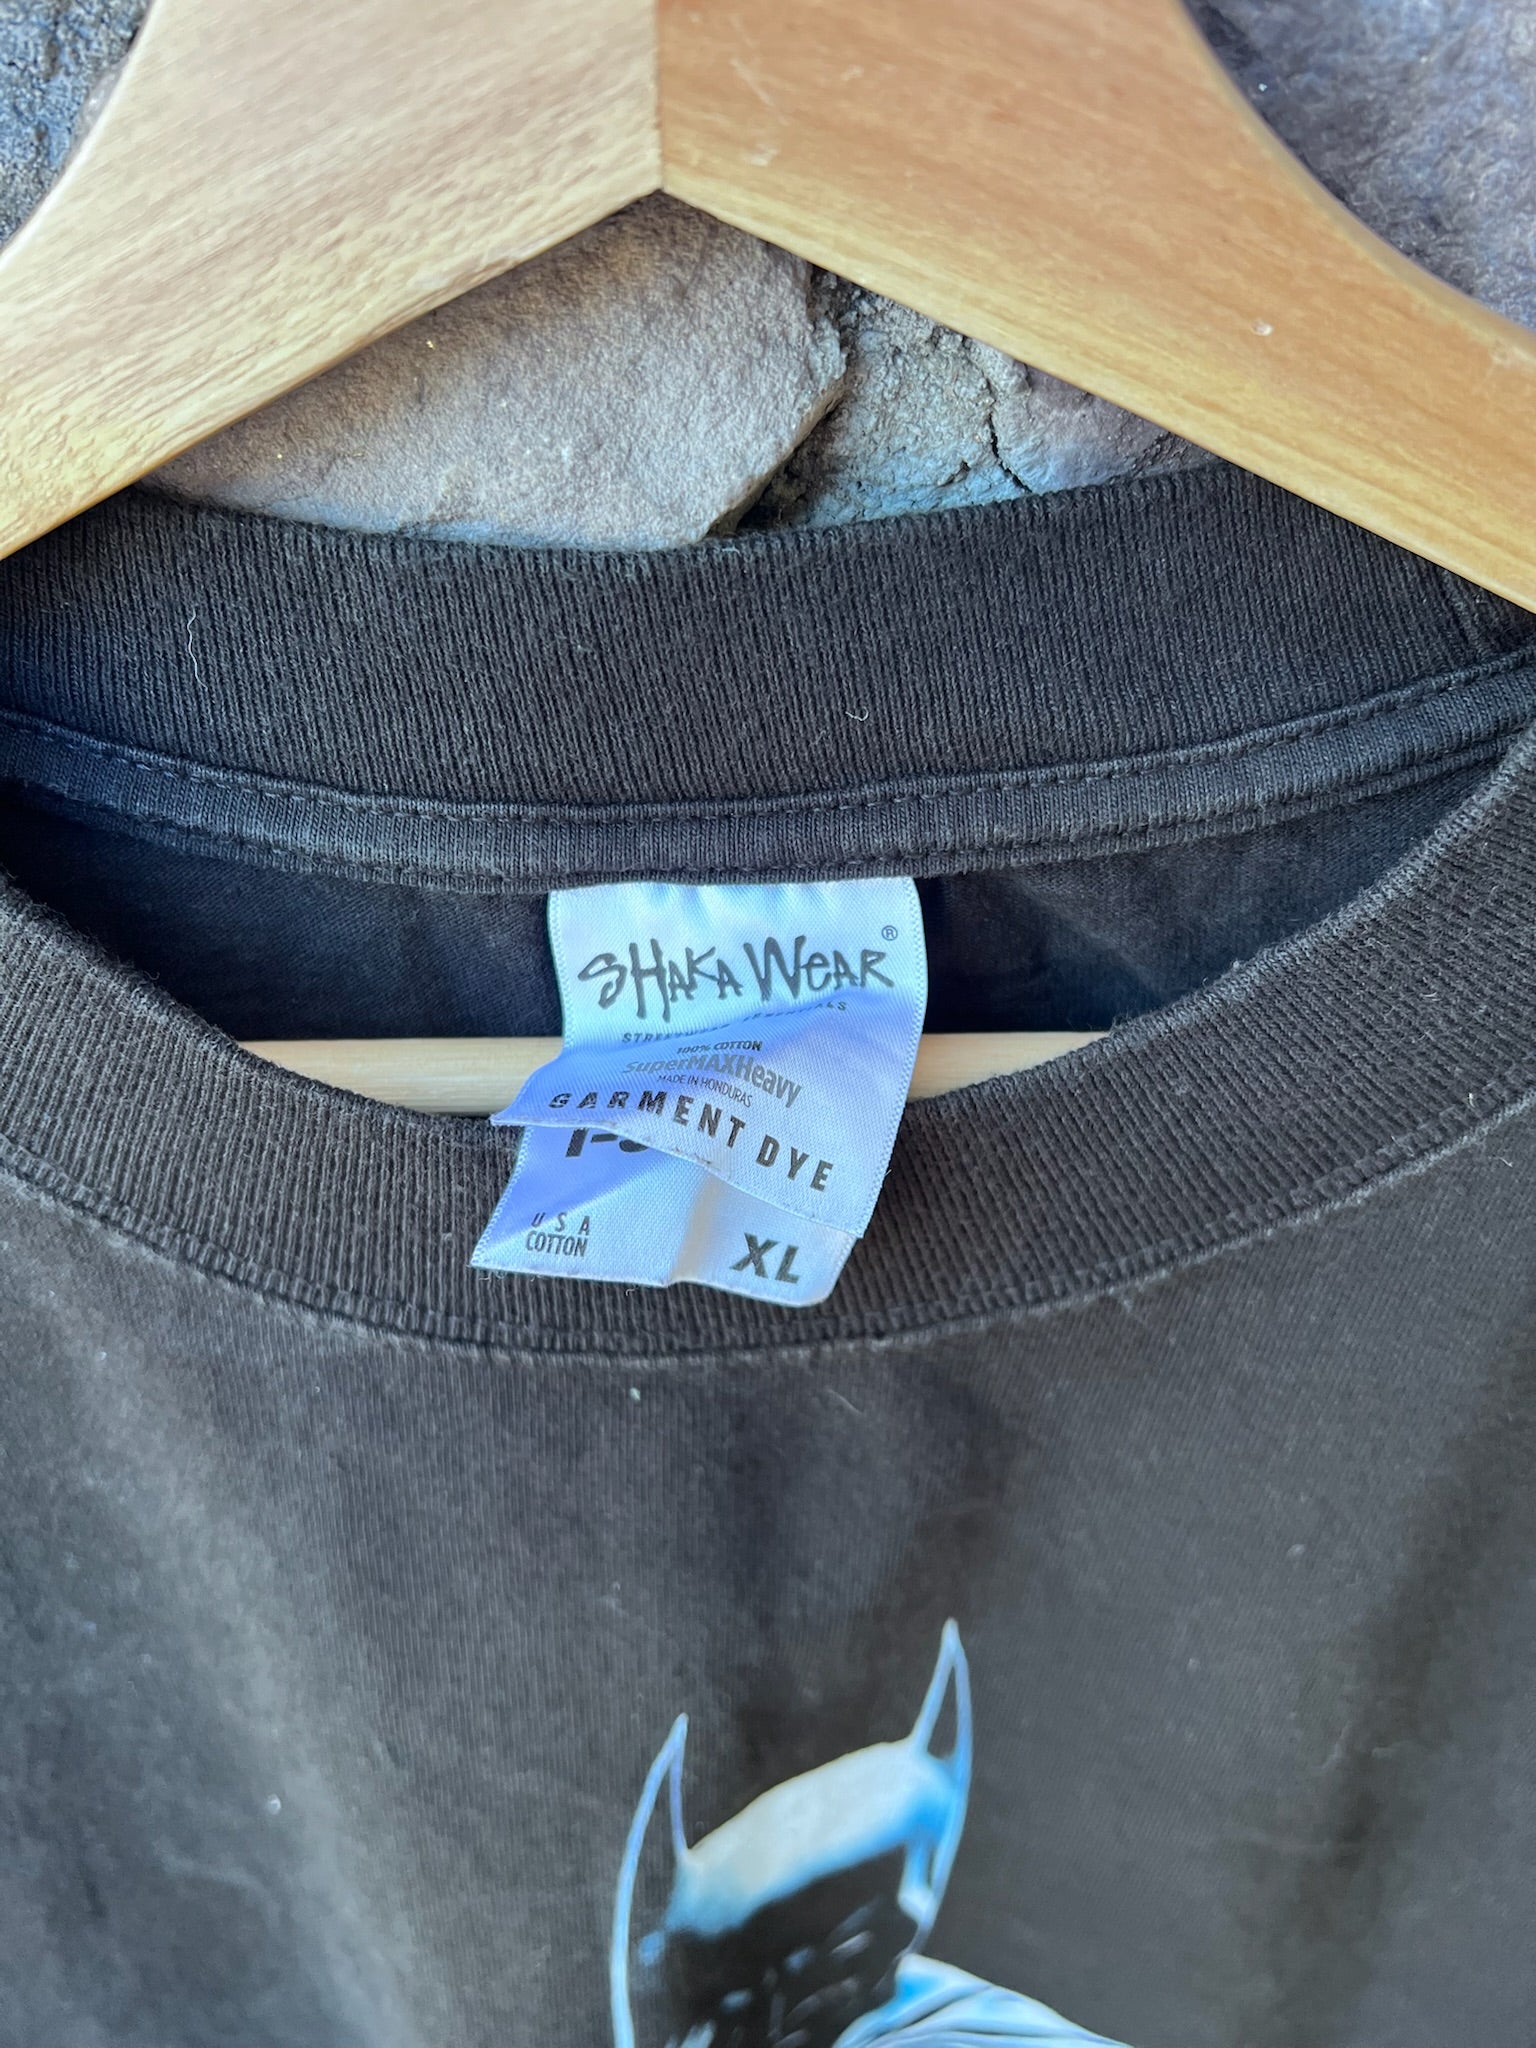 SHAKA WEAR®
100% COTTON
SuperMAXHeavy
MADE IN HONDURAS
GARMENT DYE
USA
COTTON
XL